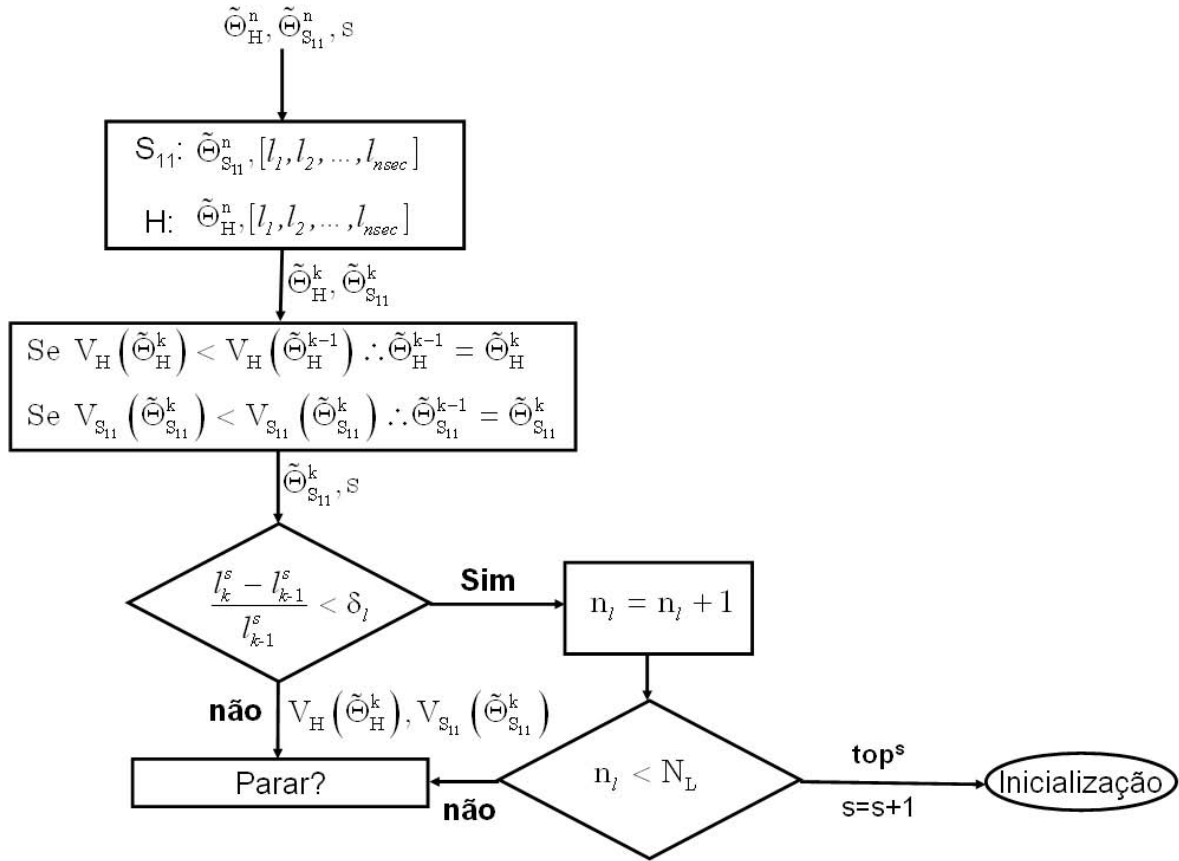 Θ̃ⁿ_H, Θ̃ⁿ_S₁₁, s
S₁₁: Θ̃ⁿ_S₁₁, [l₁, l₂, ..., l_nsec]
H: Θ̃ⁿ_H, [l₁, l₂, ..., l_nsec]
Θ̃ᵏ_H, Θ̃ᵏ_S₁₁
Se V_H(Θ̃ᵏ_H) < V_H(Θ̃ᵏ⁻¹_H) ∴ Θ̃ᵏ⁻¹_H = Θ̃ᵏ_H
Se V_S₁₁(Θ̃ᵏ_S₁₁) < V_S₁₁(Θ̃ᵏ_S₁₁) ∴ Θ̃ᵏ⁻¹_S₁₁ = Θ̃ᵏ_S₁₁
Θ̃ᵏ_S₁₁, s
(lˢ_k − lˢ_k-1) / lˢ_k-1 < δ_l
Sim
n_l = n_l + 1
não
V_H(Θ̃ᵏ_H), V_S₁₁(Θ̃ᵏ_S₁₁)
Parar?
não
n_l < N_L
topˢ
s=s+1
Inicialização